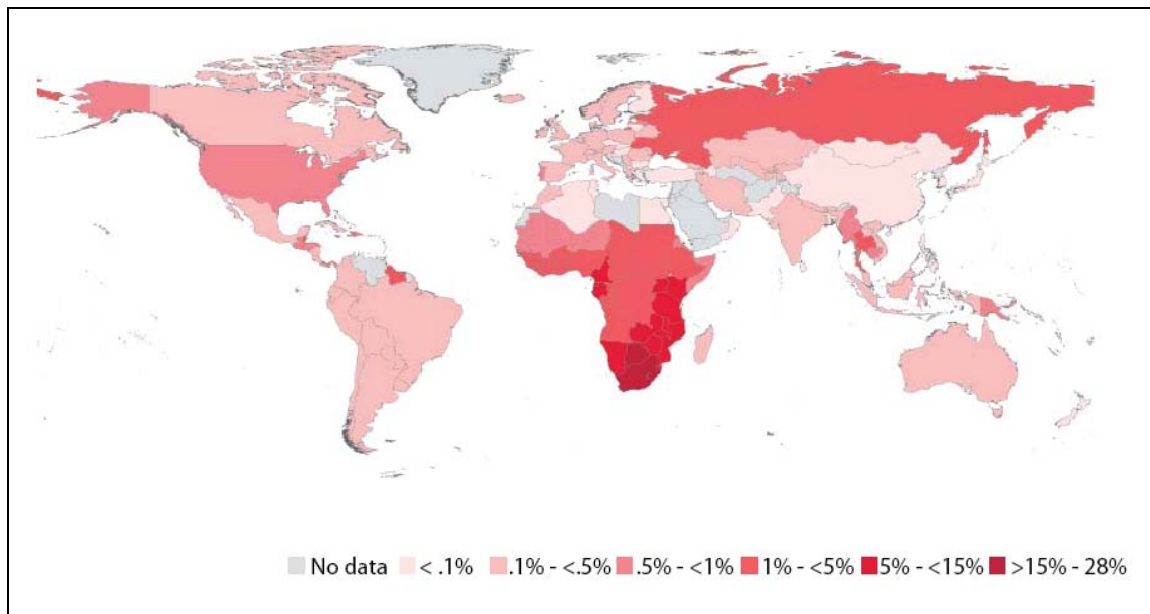 No data < .1% .1% - <.5% .5% - <1% 1% - <5% 5% - <15% >15% - 28%